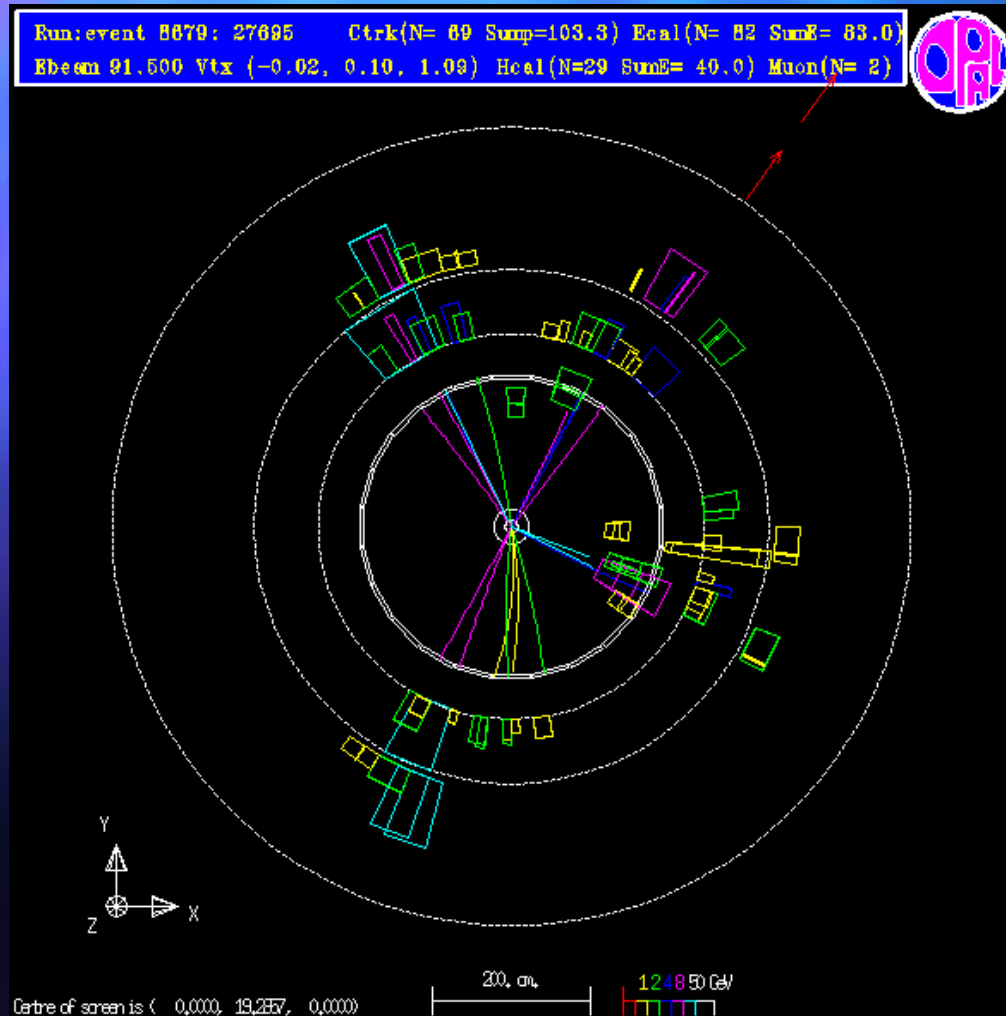 Run:event 8679: 27695 Ctrk(N= 69 Sump=103.3) Ecal(N= 82 SumE= 83.0)
Ebeam 91.500 Vtx (-0.02, 0.10, 1.09) Hcal(N=29 SumE= 40.0) Muon(N= 2)
OPAL
Y
X
Z
200. cm.
1 2 4 8 50 GeV
Centre of screen is ( 0.0000, 19.2857, 0.0000)